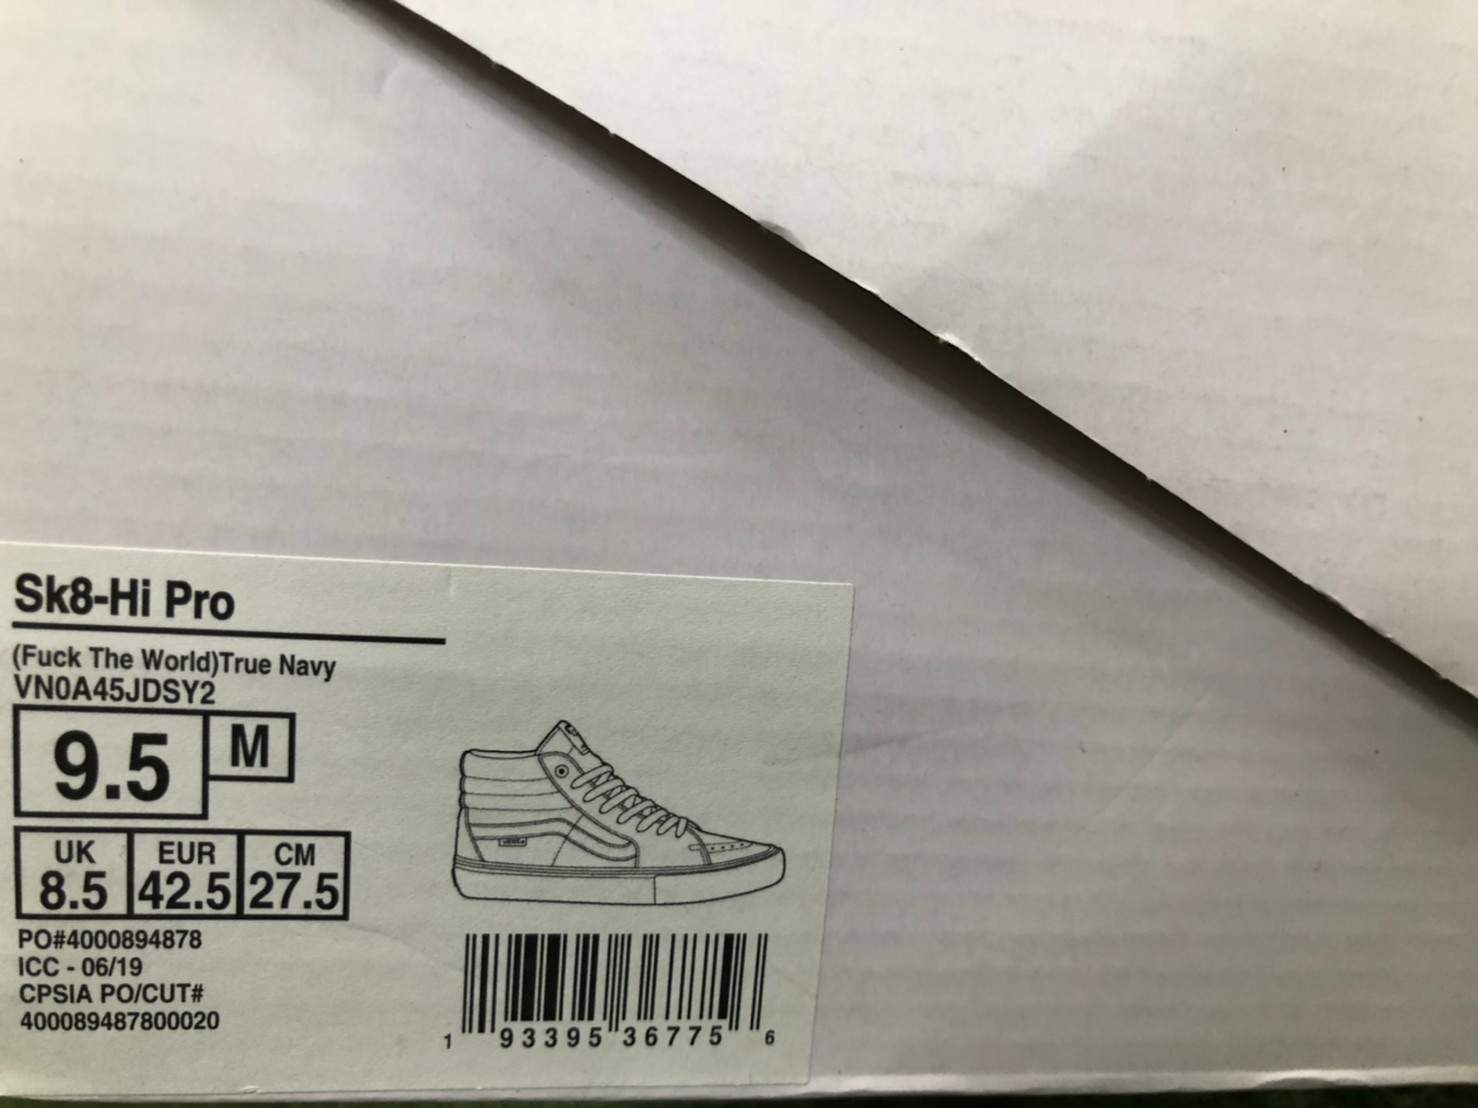 Sk8-Hi Pro
(Fuck The World)True Navy
VN0A45JDSY2
9.5 M
UK EUR CM
8.5 42.5 27.5
PO#4000894878
ICC - 06/19
CPSIA PO/CUT#
400089487800020
1 93395 36775 6